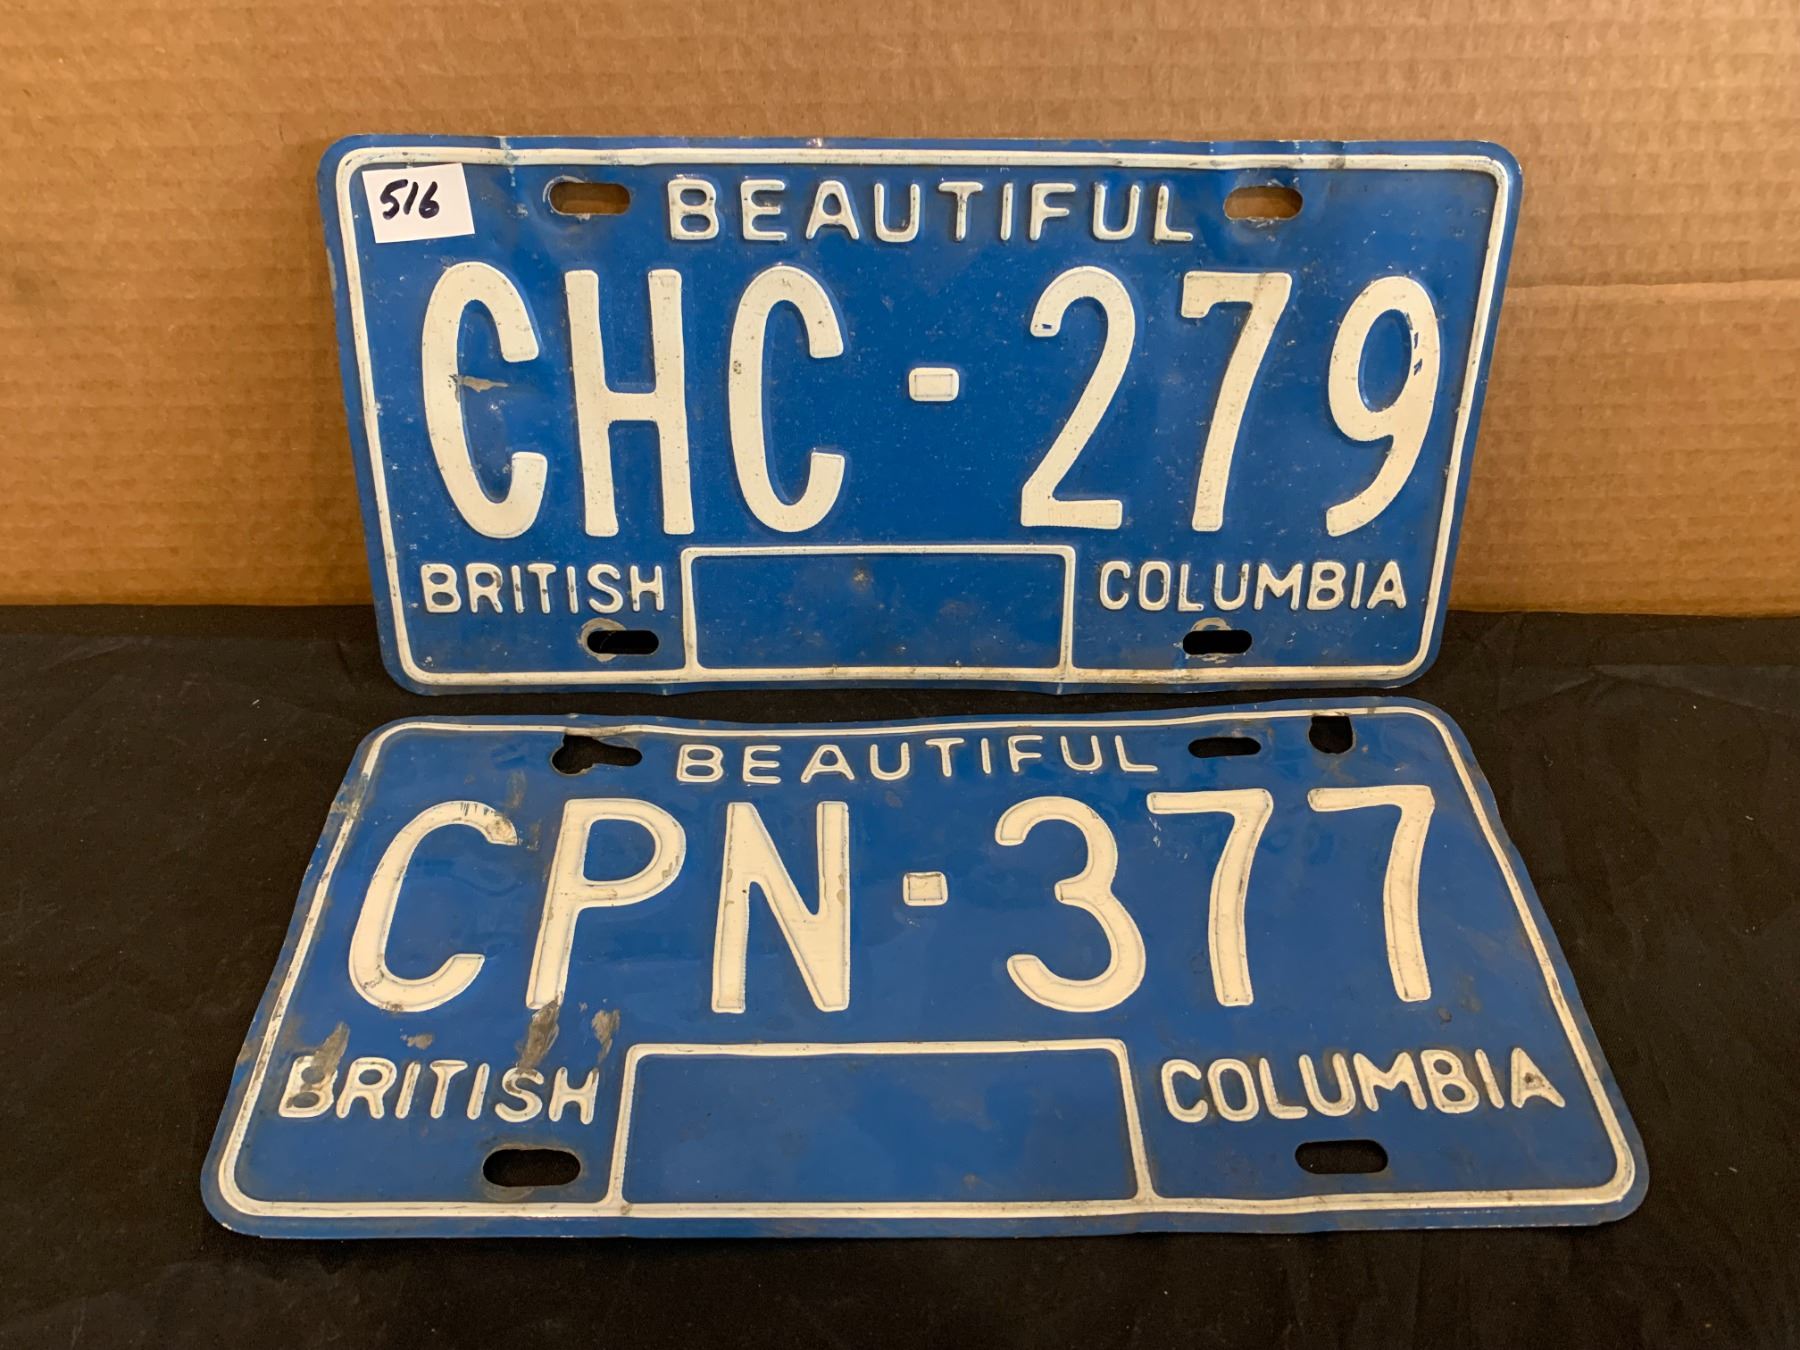 516
BEAUTIFUL
CHC-279
BRITISH COLUMBIA
BEAUTIFUL
CPN-377
BRITISH COLUMBIA